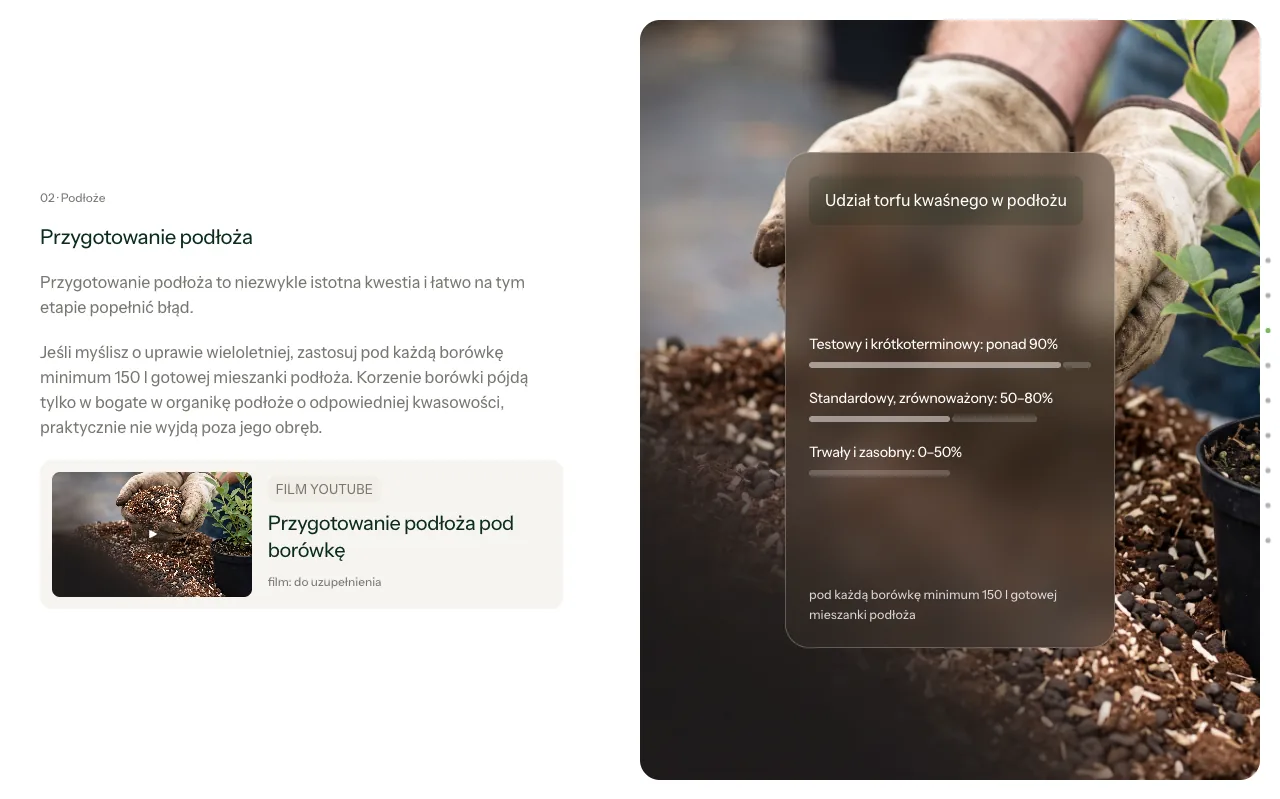 02 · Podłoże
Przygotowanie podłoża
Przygotowanie podłoża to niezwykle istotna kwestia i łatwo na tym
etapie popełnić błąd.
Jeśli myślisz o uprawie wieloletniej, zastosuj pod każdą borówkę
minimum 150 l gotowej mieszanki podłoża. Korzenie borówki pójdą
tylko w bogate w organikę podłoże o odpowiedniej kwasowości,
praktycznie nie wyjdą poza jego obręb.
FILM YOUTUBE
Przygotowanie podłoża pod
borówkę
film: do uzupełnienia
Udział torfu kwaśnego w podłożu
Testowy i krótkoterminowy: ponad 90%
Standardowy, zrównoważony: 50–80%
Trwały i zasobny: 0–50%
pod każdą borówkę minimum 150 l gotowej
mieszanki podłoża